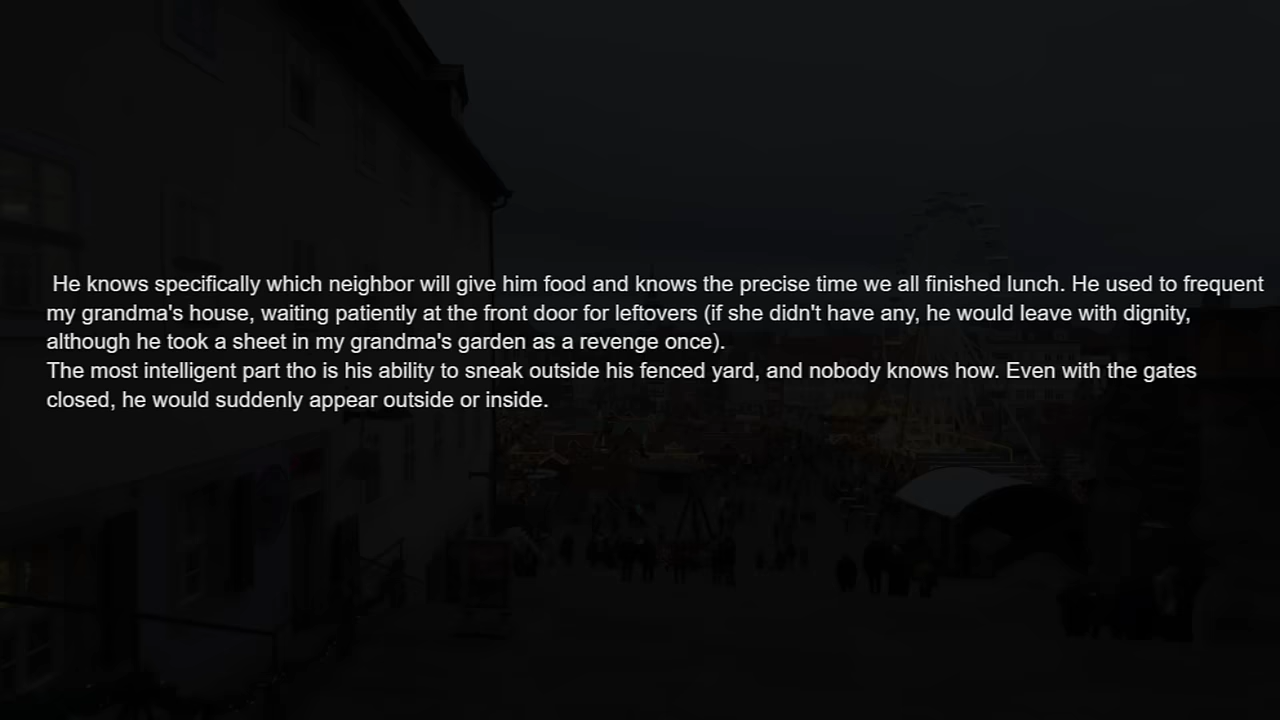 He knows specifically which neighbor will give him food and knows the precise time we all finished lunch. He used to frequent
my grandma's house, waiting patiently at the front door for leftovers (if she didn't have any, he would leave with dignity,
although he took a sheet in my grandma's garden as a revenge once).
The most intelligent part tho is his ability to sneak outside his fenced yard, and nobody knows how. Even with the gates
closed, he would suddenly appear outside or inside.